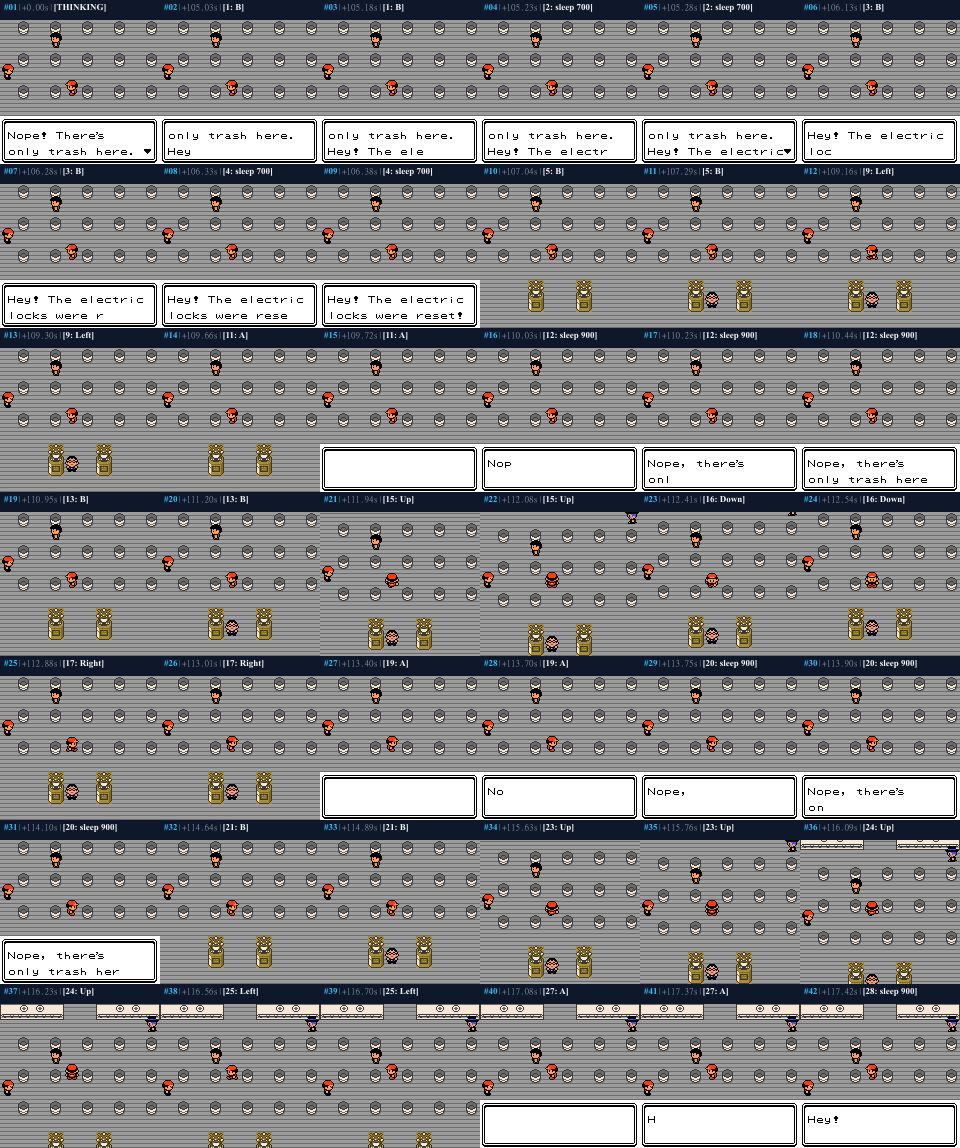 #01 | +0.00s | [THINKING]
#02 | +105.03s | [1: B]
#03 | +105.18s | [1: B]
#04 | +105.23s | [2: sleep 700]
#05 | +105.28s | [2: sleep 700]
#06 | +106.13s | [3: B]
Nope! There's
only trash here.
only trash here.
Hey
only trash here.
Hey! The ele
only trash here.
Hey! The electr
only trash here.
Hey! The electric
Hey! The electric
loc
#07 | +106.28s | [3: B]
#08 | +106.33s | [4: sleep 700]
#09 | +106.38s | [4: sleep 700]
#10 | +107.04s | [5: B]
#11 | +107.29s | [5: B]
#12 | +109.16s | [9: Left]
Hey! The electric
locks were r
Hey! The electric
locks were rese
Hey! The electric
locks were reset!
#13 | +109.30s | [9: Left]
#14 | +109.66s | [11: A]
#15 | +109.72s | [11: A]
#16 | +110.03s | [12: sleep 900]
#17 | +110.23s | [12: sleep 900]
#18 | +110.44s | [12: sleep 900]
Nop
Nope, there's
onl
Nope, there's
only trash here
#19 | +110.95s | [13: B]
#20 | +111.20s | [13: B]
#21 | +111.94s | [15: Up]
#22 | +112.08s | [15: Up]
#23 | +112.41s | [16: Down]
#24 | +112.54s | [16: Down]
#25 | +112.88s | [17: Right]
#26 | +113.01s | [17: Right]
#27 | +113.40s | [19: A]
#28 | +113.70s | [19: A]
#29 | +113.75s | [20: sleep 900]
#30 | +113.90s | [20: sleep 900]
No
Nope,
Nope, there's
on
#31 | +114.10s | [20: sleep 900]
#32 | +114.64s | [21: B]
#33 | +114.89s | [21: B]
#34 | +115.63s | [23: Up]
#35 | +115.76s | [23: Up]
#36 | +116.09s | [24: Up]
Nope, there's
only trash her
#37 | +116.23s | [24: Up]
#38 | +116.56s | [25: Left]
#39 | +116.70s | [25: Left]
#40 | +117.08s | [27: A]
#41 | +117.37s | [27: A]
#42 | +117.42s | [28: sleep 900]
H
Hey!